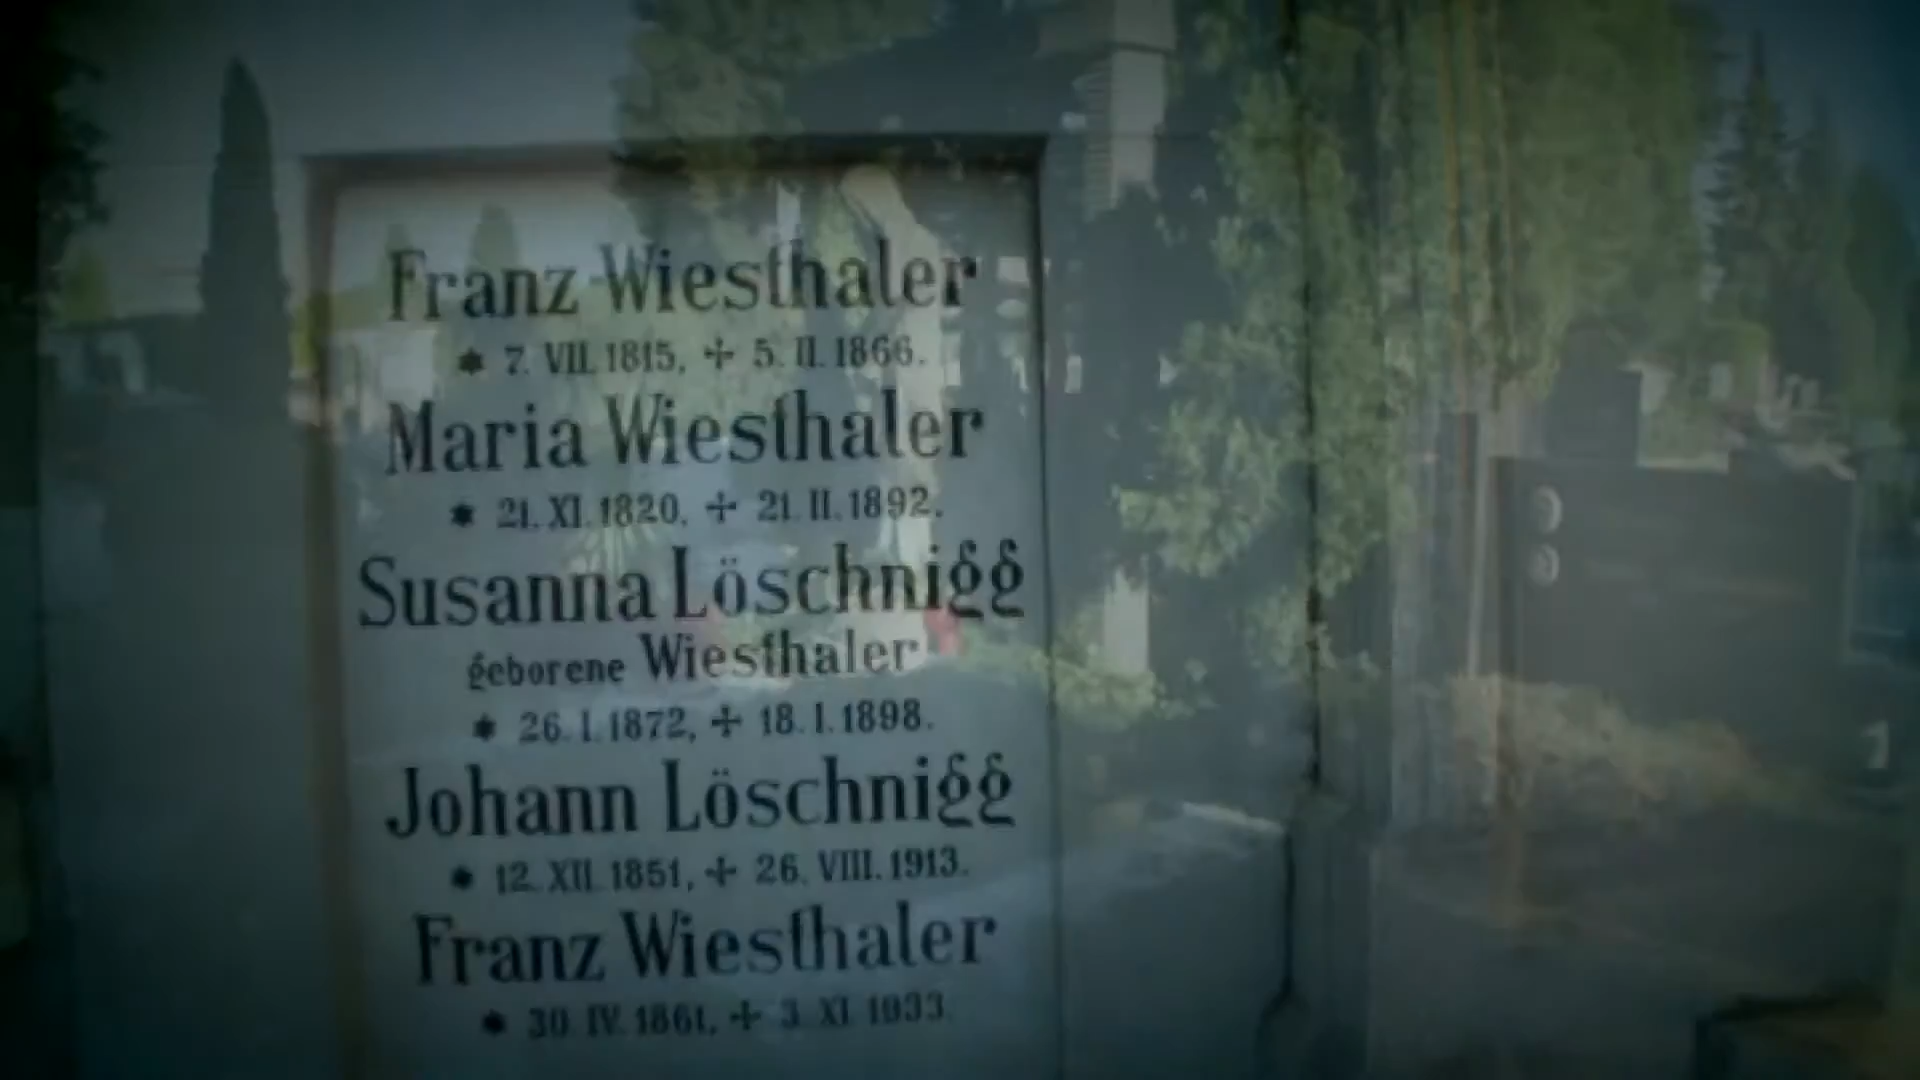 Franz Wiesthaler
* 7. VII. 1815, + 5. II. 1866.
Maria Wiesthaler
* 21. XI. 1820, + 21. II. 1892.
Susanna Löschnigg
geborene Wiesthaler
* 26. I. 1872, + 18. I. 1898.
Johann Löschnigg
* 12. XII. 1851, + 26. VIII. 1913.
Franz Wiesthaler
* 30. IV. 1861, + 3. XI. 1933.